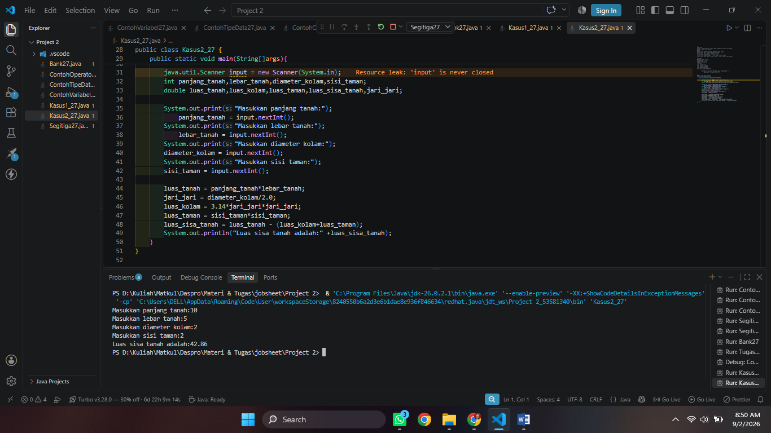 File Edit Selection View Go Run ... Project 2 Sign In
Explorer ...
ContohVariabel27.java ContohTipeData27.java Segitiga27 Kasus1_27.java 1 Kasus2_27.java 1
Project 2
.vscode
Bank27.java 1
ContohOperato...
ContohTipeDat...
ContohVariabel...
Kasus1_27.java 1
Kasus2_27.java 1
Segitiga27.ja... 1
Java Projects
Kasus2_27.java > ...
28 public class Kasus2_27 {
29 public static void main(String[]args){
31 java.util.Scanner input = new Scanner(System.in); Resource leak: 'input' is never closed
32 int panjang_tanah,lebar_tanah,diameter_kolam,sisi_taman;
33 double luas_tanah,luas_kolam,luas_taman,luas_sisa_tanah,jari_jari;
34
35 System.out.print(s:"Masukkan panjang tanah:");
36 panjang_tanah = input.nextInt();
37 System.out.print(s:"Masukkan lebar tanah:");
38 lebar_tanah = input.nextInt();
39 System.out.print(s:"Masukkan diameter kolam:");
40 diameter_kolam = input.nextInt();
41 System.out.print(s:"Masukkan sisi taman:");
42 sisi_taman = input.nextInt();
43
44 luas_tanah = panjang_tanah*lebar_tanah;
45 jari_jari = diameter_kolam/2.0;
46 luas_kolam = 3.14*jari_jari*jari_jari;
47 luas_taman = sisi_taman*sisi_taman;
48 luas_sisa_tanah = luas_tanah - (luas_kolam+luas_taman);
49 System.out.println("Luas sisa tanah adalah:" +luas_sisa_tanah);
50 }
51 }
52
Problems 4 Output Debug Console Terminal Ports
PS D:\Kuliah\Matkul\Daspro\Materi & Tugas\jobsheet\Project 2> & 'C:\Program Files\Java\jdk-26.0.2.1\bin\java.exe' '--enable-preview' '-XX:+ShowCodeDetailsInExceptionMessages'
'-cp' 'C:\Users\DELL\AppData\Roaming\Code\User\workspaceStorage\ \redhat.java\jdt_ws\Project 2_53581340\bin' 'Kasus2_27'
Masukkan panjang tanah:10
Masukkan lebar tanah:5
Masukkan diameter kolam:2
Masukkan sisi taman:2
Luas sisa tanah adalah:42.86
PS D:\Kuliah\Matkul\Daspro\Materi & Tugas\jobsheet\Project 2>
Run: Conto...
Run: Conto...
Run: Conto...
Run: Segiti...
Run: Segiti...
Run: Bank27
Run: Tugas...
Debug: Co...
Run: Kasus...
Run: Kasus...
0 4 Turbo v3.28.0 — 30% off · 6d 22h 9m 14s Java: Ready Ln 1, Col 1 Spaces: 4 UTF-8 CRLF {} Java Go Live Go Live Prettier
Search
8:50 AM
9/2/2026